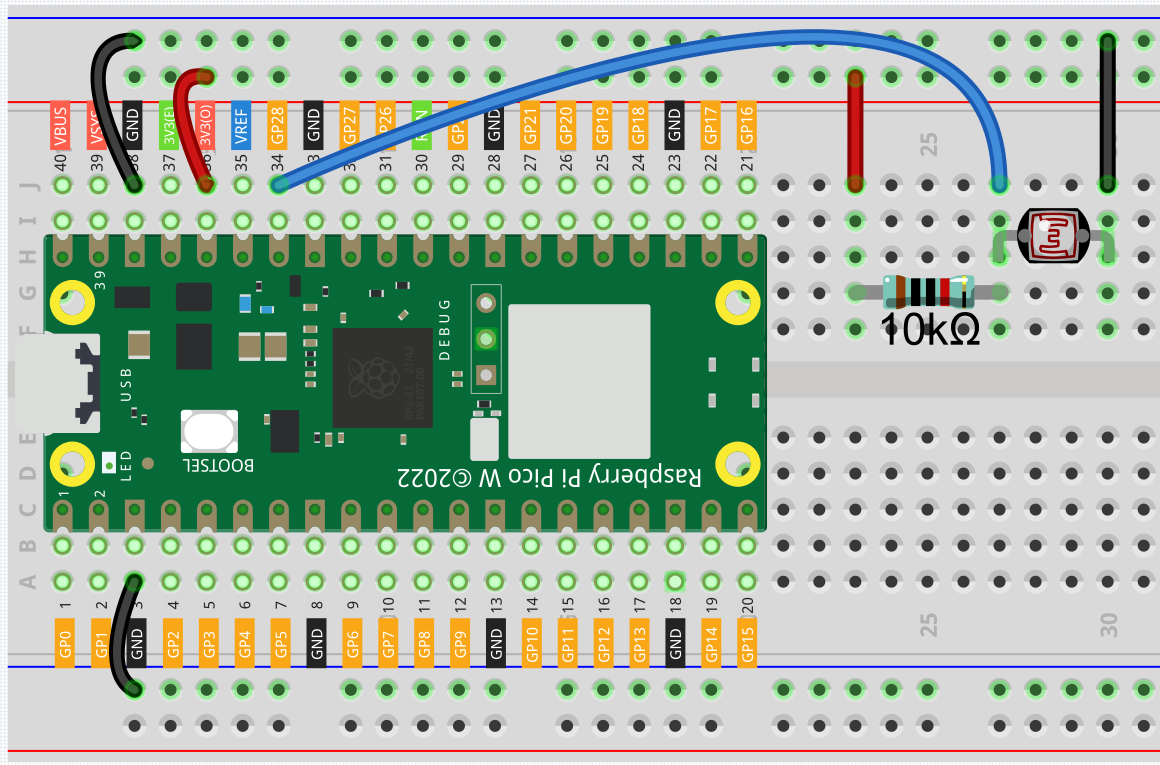 VBUS VSYS GND 3V3(E) 3V3(O) VREF GP28 GND GP27 GP26 RUN GP22 GND GP21 GP20 GP19 GP18 GND GP17 GP16
40 39 38 37 36 35 34 33 31 30 29 28 27 26 25 24 23 22 21
25
J
I
H
G
F
39
DEBUG
USB
10kΩ
BOOTSEL
LED
Raspberry Pi Pico W ©2022
1 2
E
D
C
B
A
1 2 3 4 5 6 7 8 9 10 11 12 13 14 15 16 17 18 19 20
25 30
GP0 GP1 GND GP2 GP3 GP4 GP5 GND GP6 GP7 GP8 GP9 GND GP10 GP11 GP12 GP13 GND GP14 GP15